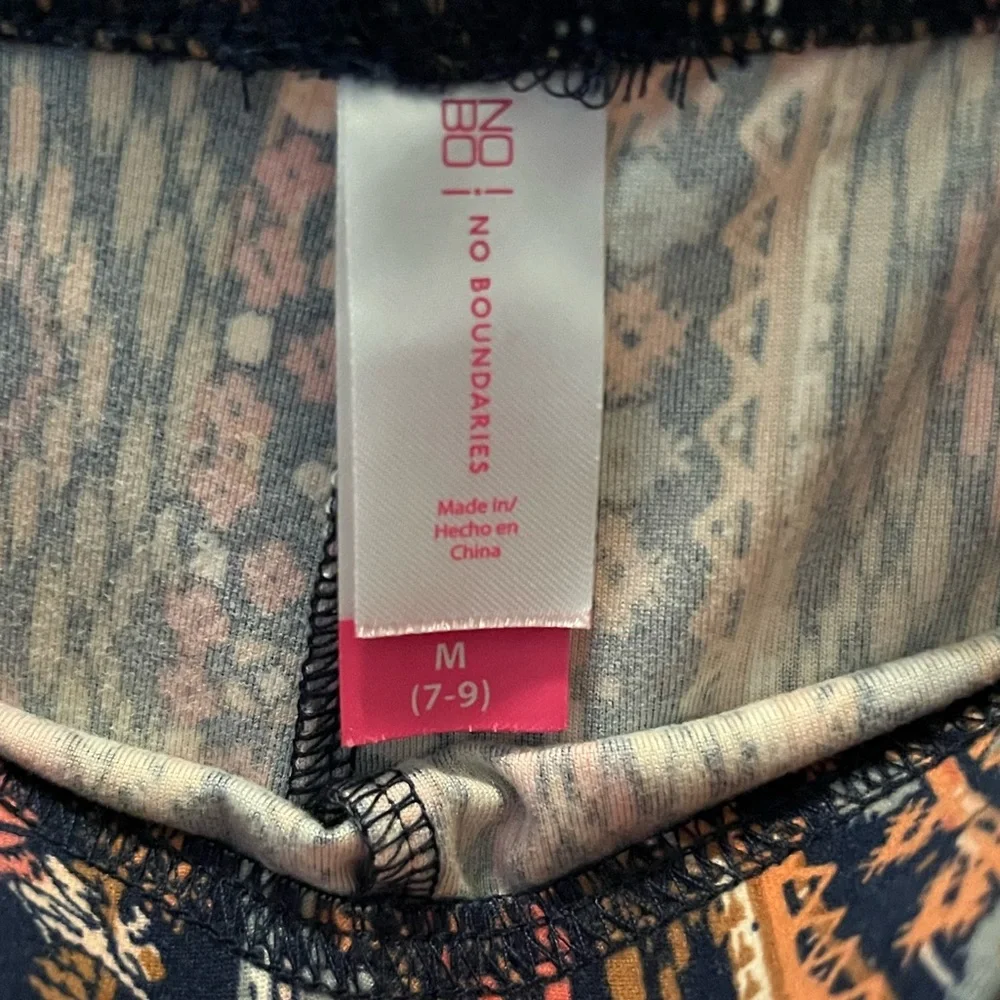 NO
BO
NO BOUNDARIES
Made in/
Hecho en
China
M
(7-9)